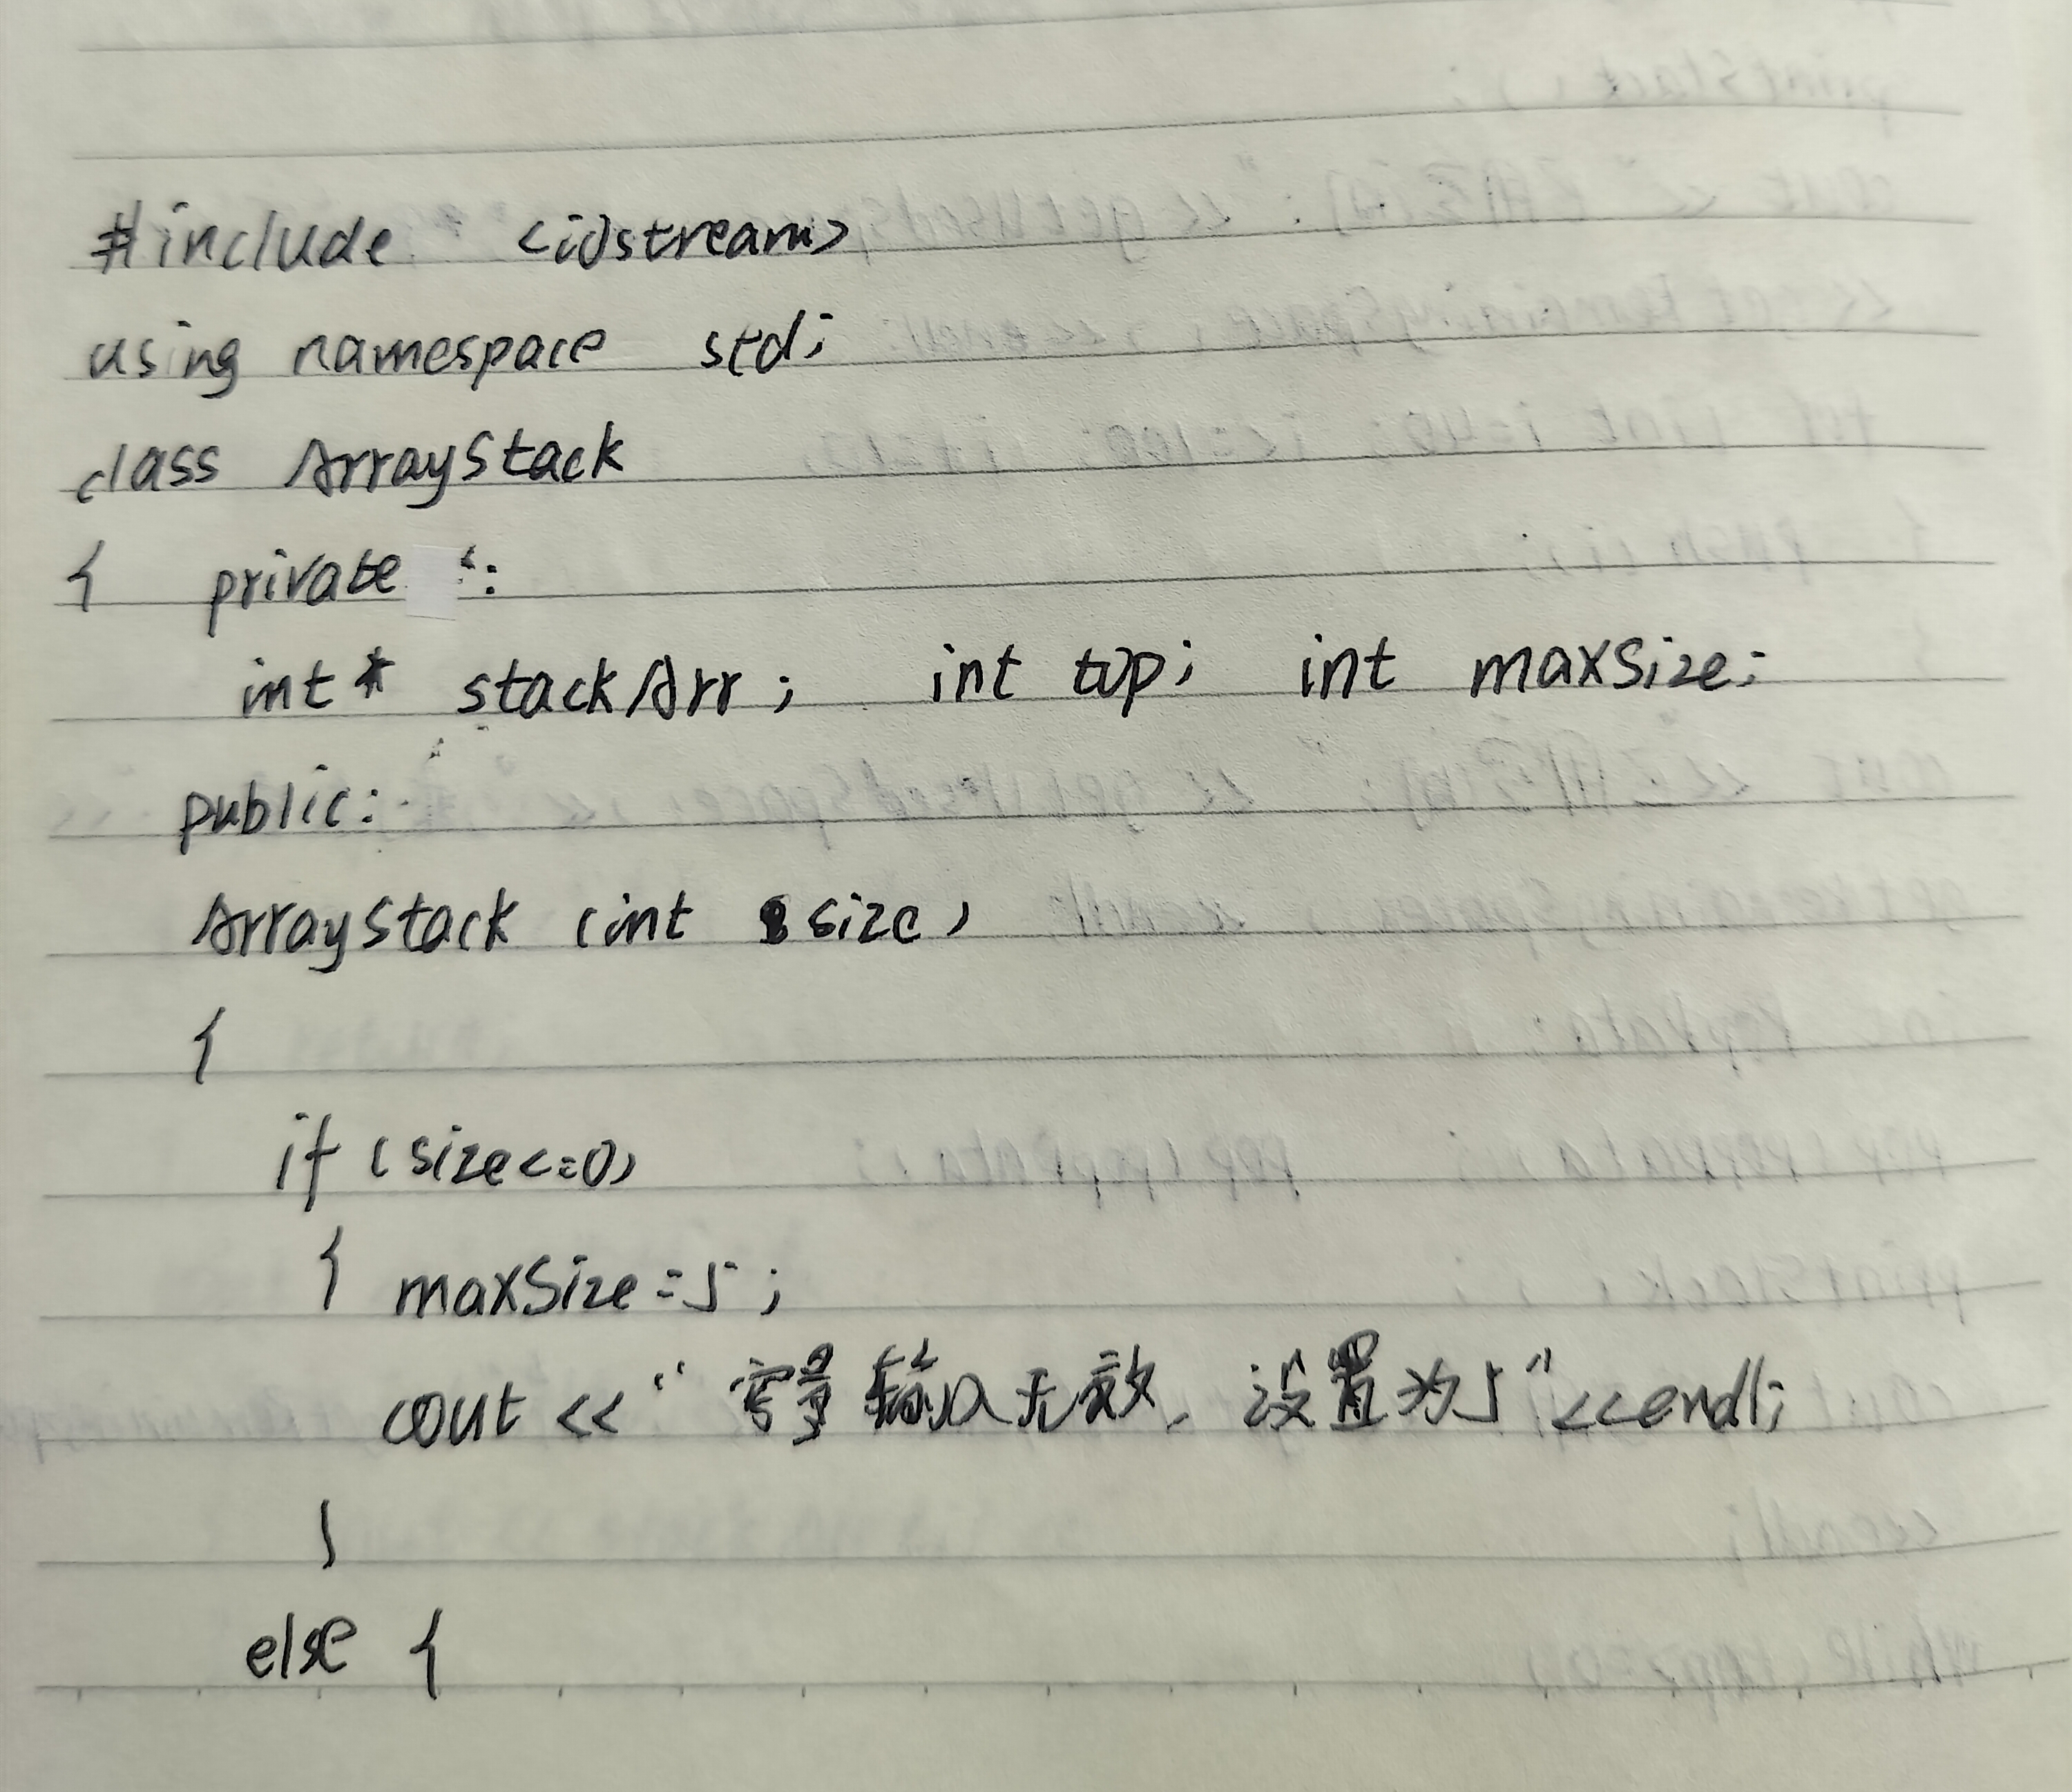 #include <iostream>
using namespace std;
class ArrayStack
{ private :
int* stackArr; int top; int maxSize;
public:
ArrayStack (int size)
{
if (size<=0)
{ maxSize=5;
cout << " 变量输入无效, 设置为5"<<endl;
}
else {